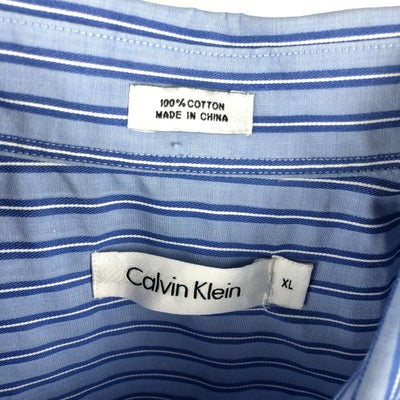 100% COTTON
MADE IN CHINA
Calvin Klein
XL